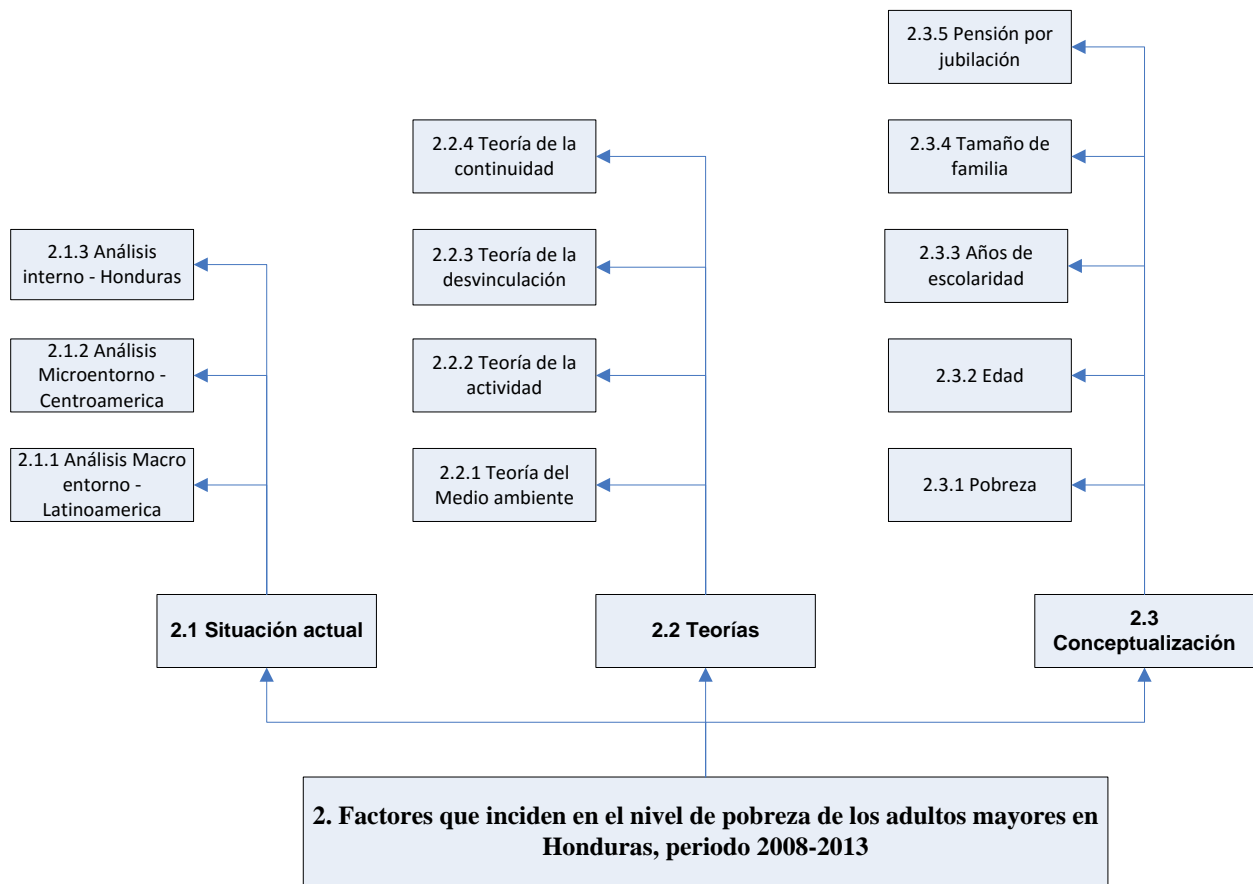 2.3.5 Pensión por
jubilación
2.2.4 Teoría de la
continuidad
2.3.4 Tamaño de
familia
2.1.3 Análisis
interno - Honduras
2.2.3 Teoría de la
desvinculación
2.3.3 Años de
escolaridad
2.1.2 Análisis
Microentorno -
Centroamerica
2.2.2 Teoría de la
actividad
2.3.2 Edad
2.1.1 Análisis Macro
entorno -
Latinoamerica
2.2.1 Teoría del
Medio ambiente
2.3.1 Pobreza
2.1 Situación actual
2.2 Teorías
2.3
Conceptualización
2. Factores que inciden en el nivel de pobreza de los adultos mayores en
Honduras, periodo 2008-2013